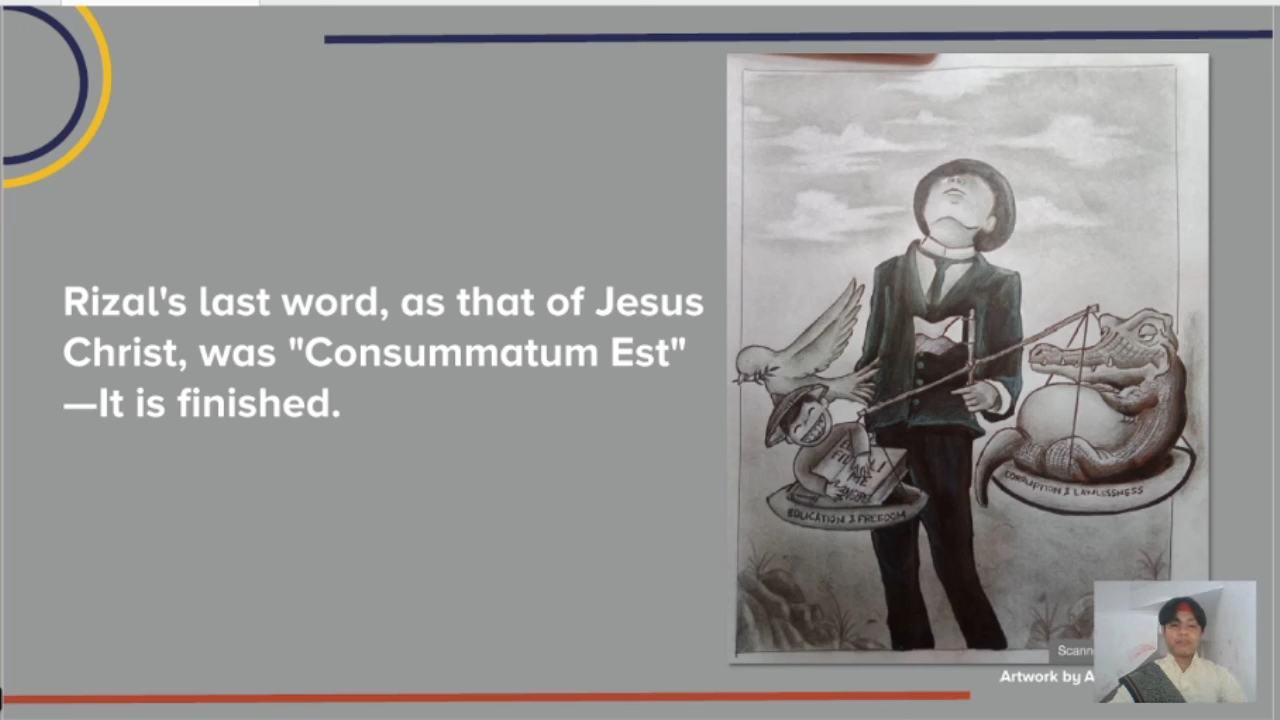 Rizal's last word, as that of Jesus
Christ, was "Consummatum Est"
—It is finished.
EDUCATION & FREEDOM
CORRUPTION & LAWLESSNESS
Artwork by